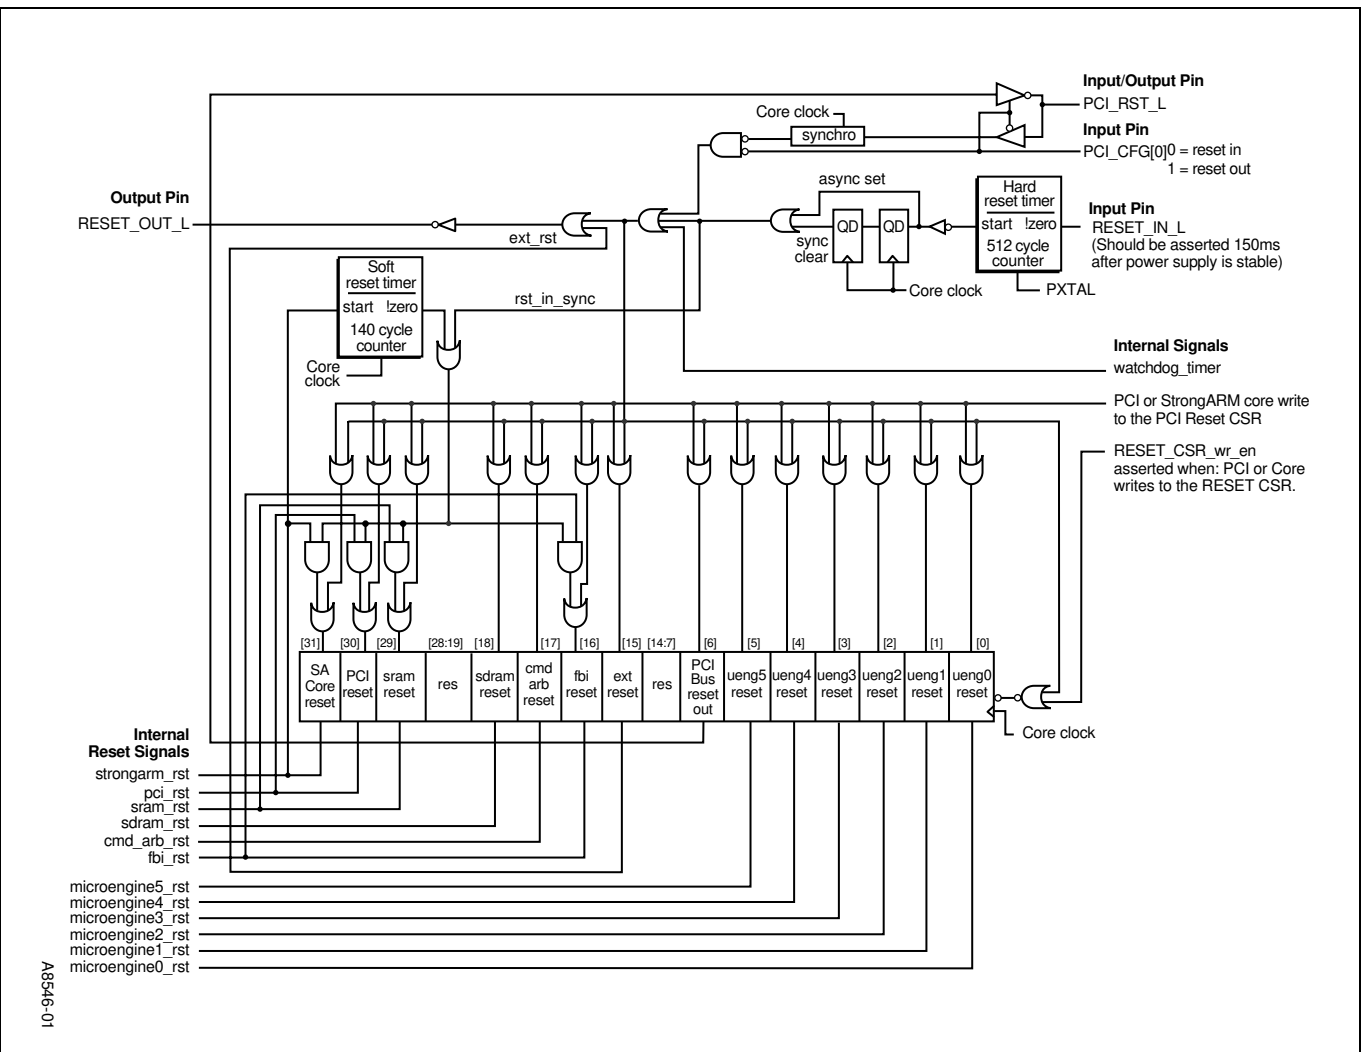 Input/Output Pin
PCI_RST_L
Core clock
synchro
Input Pin
PCI_CFG[0] 0 = reset in
1 = reset out
Output Pin
RESET_OUT_L
ext_rst
async set
QD
QD
sync
clear
Core clock
Hard
reset timer
start !zero
512 cycle
counter
PXTAL
Input Pin
RESET_IN_L
(Should be asserted 150ms
after power supply is stable)
Soft
reset timer
start !zero
140 cycle
counter
Core
clock
rst_in_sync
Internal Signals
watchdog_timer
PCI or StrongARM core write
to the PCI Reset CSR
RESET_CSR_wr_en
asserted when: PCI or Core
writes to the RESET CSR.
[31] [30] [29] [28:19] [18] [17] [16] [15] [14:7] [6] [5] [4] [3] [2] [1] [0]
SA
Core
reset
PCI
reset
sram
reset
res
sdram
reset
cmd
arb
reset
fbi
reset
ext
reset
res
PCI
Bus
reset
out
ueng5
reset
ueng4
reset
ueng3
reset
ueng2
reset
ueng1
reset
ueng0
reset
Core clock
Internal
Reset Signals
strongarm_rst
pci_rst
sram_rst
sdram_rst
cmd_arb_rst
fbi_rst
microengine5_rst
microengine4_rst
microengine3_rst
microengine2_rst
microengine1_rst
microengine0_rst
A8546-01